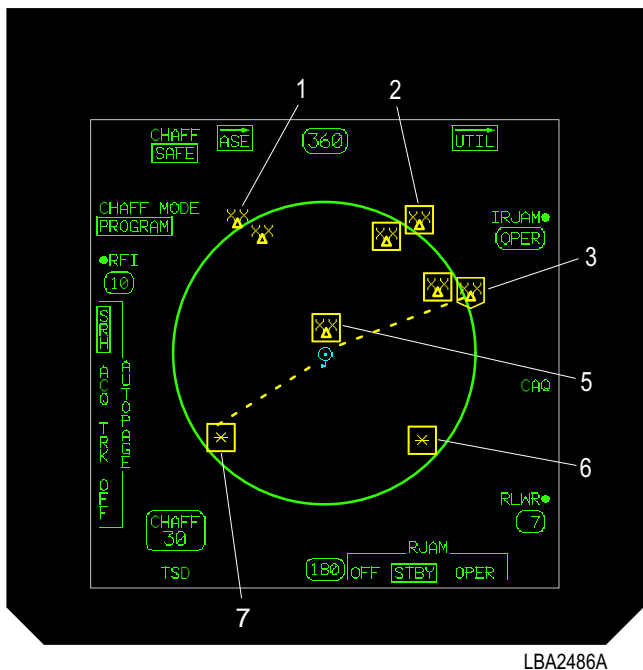 1
2
CHAFF
SAFE
ASE
360
UTIL
CHAFF MODE
PROGRAM
IRJAM
OPER
RFI
10
3
SRH
ACQ
TRK
OFF
AUTOPAGE
5
CAQ
6
RLWR
7
CHAFF
30
RJAM
TSD
180
OFF
STBY
OPER
7
LBA2486A